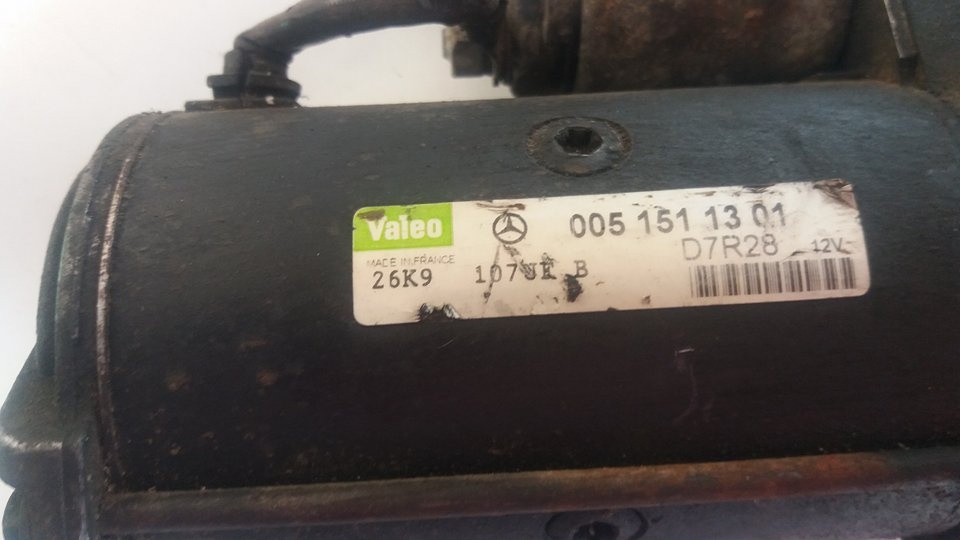 Valeo 005 151 13 01
MADE IN FRANCE D7R28 12V
26K9 B